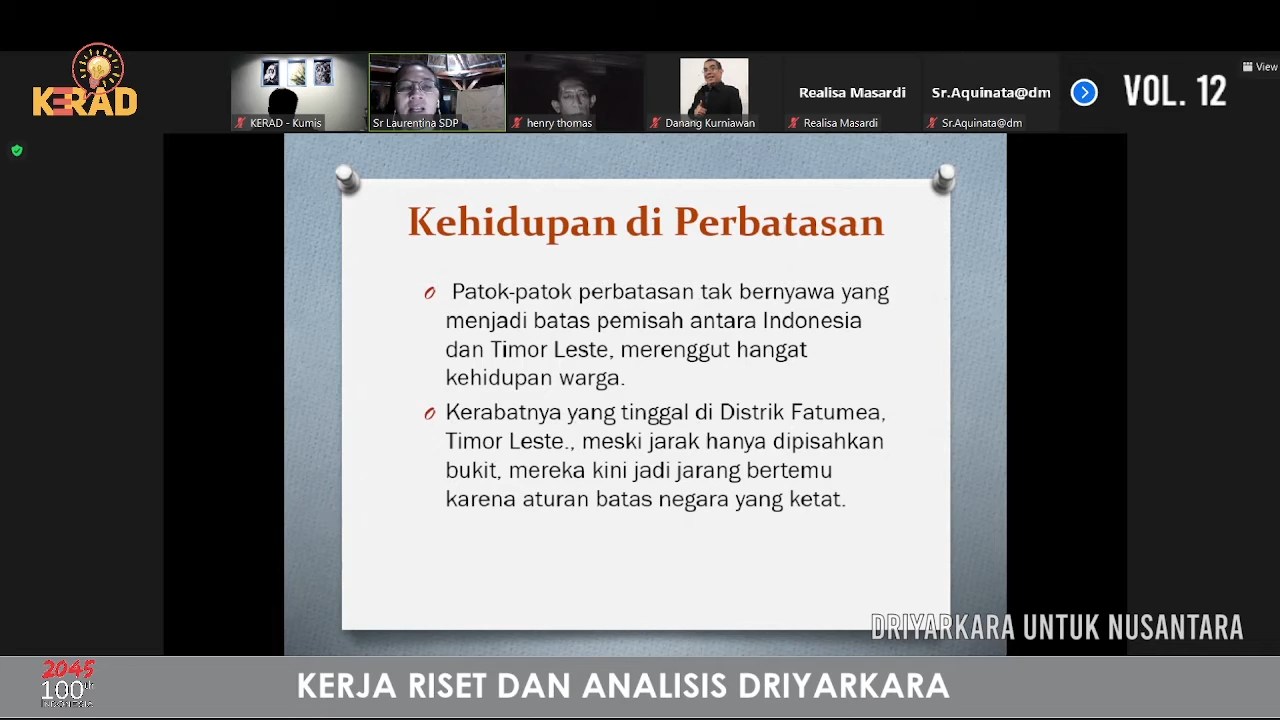 KERAD
KERAD - Kumis
Sr Laurentina SDP
henry thomas
Danang Kurniawan
Realisa Masardi
Realisa Masardi
Sr.Aquinata@dm
Sr.Aquinata@dm
View
VOL. 12
Kehidupan di Perbatasan
Patok-patok perbatasan tak bernyawa yang
menjadi batas pemisah antara Indonesia
dan Timor Leste, merenggut hangat
kehidupan warga.
Kerabatnya yang tinggal di Distrik Fatumea,
Timor Leste., meski jarak hanya dipisahkan
bukit, mereka kini jadi jarang bertemu
karena aturan batas negara yang ketat.
DRIYARKARA UNTUK NUSANTARA
2045
100th
INDONESIA
KERJA RISET DAN ANALISIS DRIYARKARA